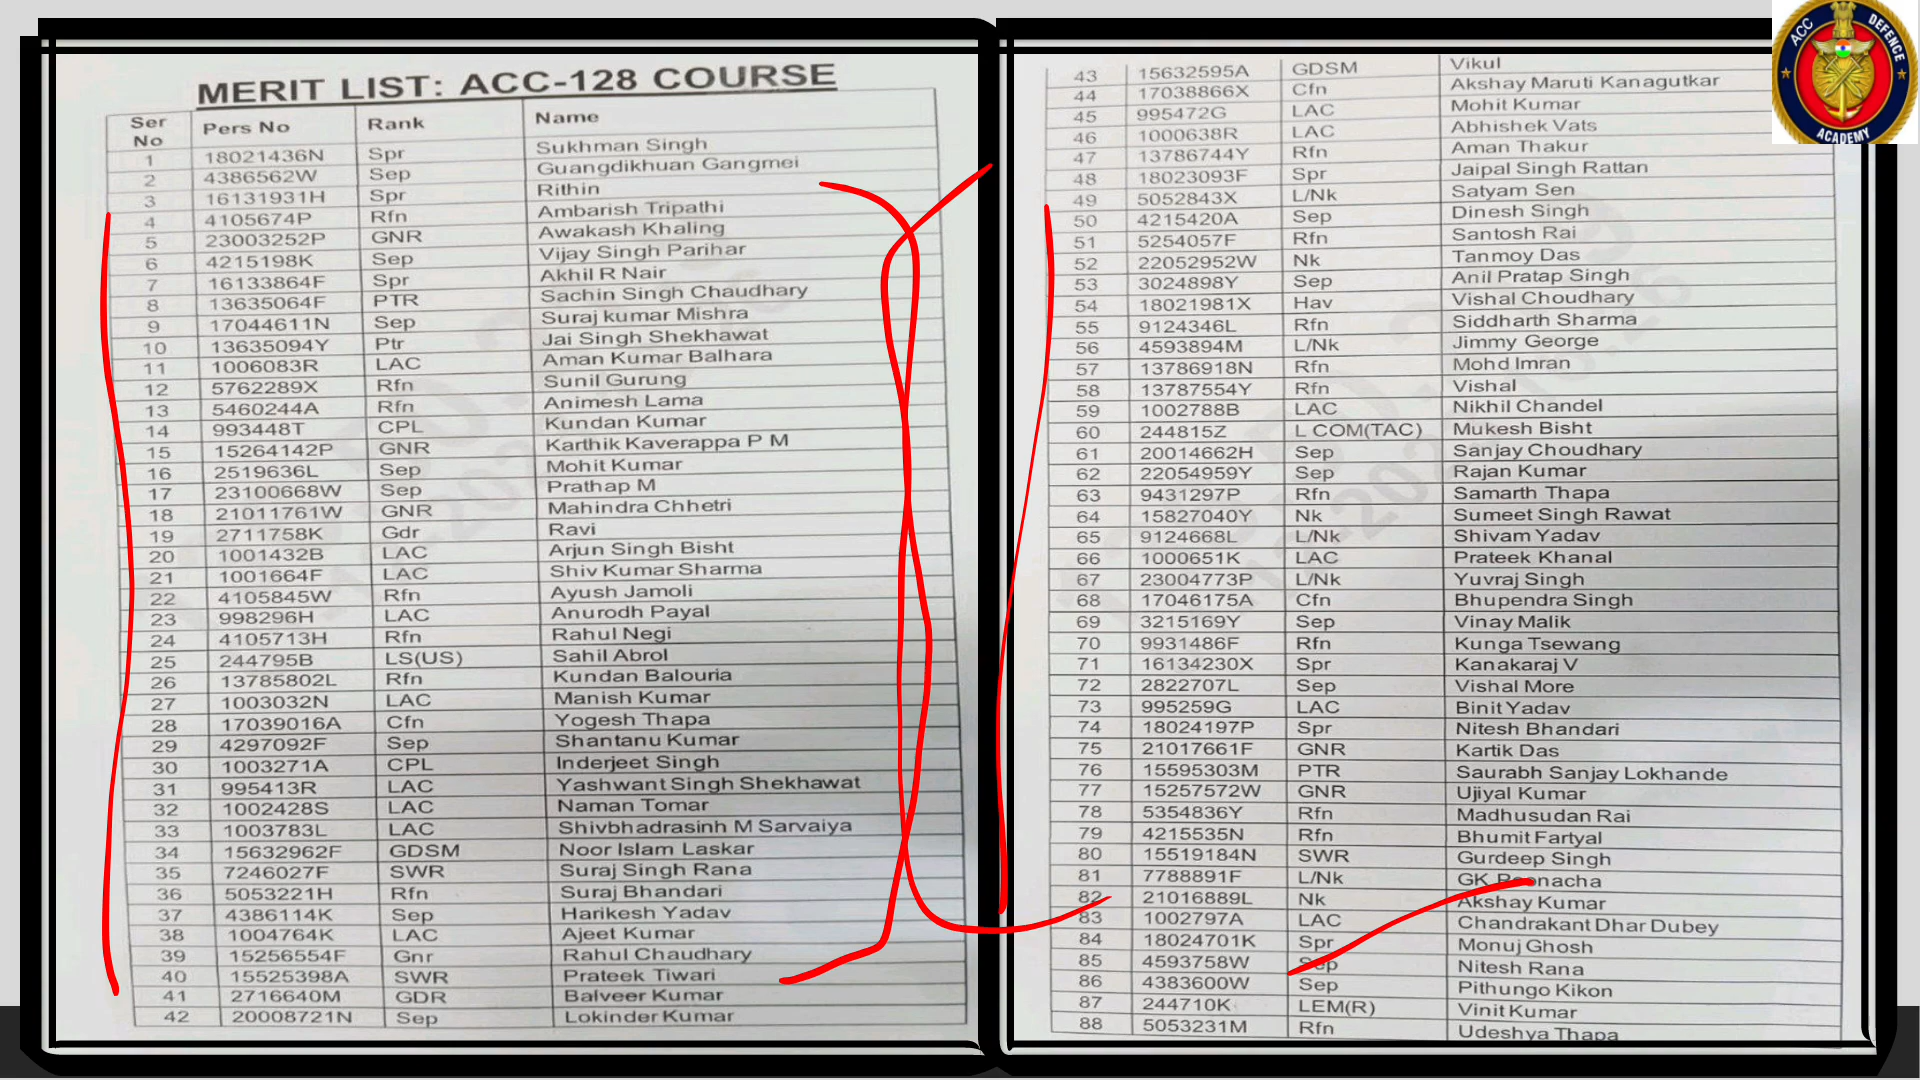 MERIT LIST: ACC-128 COURSE
Ser No Pers No Rank Name
1 18021436N Spr Sukhman Singh
2 4386562W Sep Guangdikhuan Gangmei
3 16131931H Spr Rithin
4 4105674P Rfn Ambarish Tripathi
5 23003252P GNR Awakash Khaling
6 4215198K Sep Vijay Singh Parihar
7 16133864F Spr Akhil R Nair
8 13635064F PTR Sachin Singh Chaudhary
9 17044611N Sep Suraj kumar Mishra
10 13635094Y Ptr Jai Singh Shekhawat
11 1006083R LAC Aman Kumar Balhara
12 5762289X Rfn Sunil Gurung
13 5460244A Rfn Animesh Lama
14 993448T CPL Kundan Kumar
15 15264142P GNR Karthik Kaverappa P M
16 2519636L Sep Mohit Kumar
17 23100668W Sep Prathap M
18 21011761W GNR Mahindra Chhetri
19 2711758K Gdr Ravi
20 1001432B LAC Arjun Singh Bisht
21 1001664F LAC Shiv Kumar Sharma
22 4105845W Rfn Ayush Jamoli
23 998296H LAC Anurodh Payal
24 4105713H Rfn Rahul Negi
25 244795B LS(US) Sahil Abrol
26 13785802L Rfn Kundan Balouria
27 1003032N LAC Manish Kumar
28 17039016A Cfn Yogesh Thapa
29 4297092F Sep Shantanu Kumar
30 1003271A CPL Inderjeet Singh
31 995413R LAC Yashwant Singh Shekhawat
32 1002428S LAC Naman Tomar
33 1003783L LAC Shivbhadrasinh M Sarvaiya
34 15632962F GDSM Noor Islam Laskar
35 7246027F SWR Suraj Singh Rana
36 5053221H Rfn Suraj Bhandari
37 4386114K Sep Harikesh Yadav
38 1004764K LAC Ajeet Kumar
39 15256554F Gnr Rahul Chaudhary
40 15525398A SWR Prateek Tiwari
41 2716640M GDR Balveer Kumar
42 20008721N Sep Lokinder Kumar
43 15632595A GDSM Vikul
44 17038866X Cfn Akshay Maruti Kanagutkar
45 995472G LAC Mohit Kumar
46 1000638R LAC Abhishek Vats
47 13786744Y Rfn Aman Thakur
48 18023093F Spr Jaipal Singh Rattan
49 5052843X L/Nk Satyam Sen
50 4215420A Sep Dinesh Singh
51 5254057F Rfn Santosh Rai
52 22052952W Nk Tanmoy Das
53 3024898Y Sep Anil Pratap Singh
54 18021981X Hav Vishal Choudhary
55 9124346L Rfn Siddharth Sharma
56 4593894M L/Nk Jimmy George
57 13786918N Rfn Mohd Imran
58 13787554Y Rfn Vishal
59 1002788B LAC Nikhil Chandel
60 244815Z L COM(TAC) Mukesh Bisht
61 20014662H Sep Sanjay Choudhary
62 22054959Y Sep Rajan Kumar
63 9431297P Rfn Samarth Thapa
64 15827040Y Nk Sumeet Singh Rawat
65 9124668L L/Nk Shivam Yadav
66 1000651K LAC Prateek Khanal
67 23004773P L/Nk Yuvraj Singh
68 17046175A Cfn Bhupendra Singh
69 3215169Y Sep Vinay Malik
70 9931486F Rfn Kunga Tsewang
71 16134230X Spr Kanakaraj V
72 2822707L Sep Vishal More
73 995259G LAC Binit Yadav
74 18024197P Spr Nitesh Bhandari
75 21017661F GNR Kartik Das
76 15595303M PTR Saurabh Sanjay Lokhande
77 15257572W GNR Ujiyal Kumar
78 5354836Y Rfn Madhusudan Rai
79 4215535N Rfn Bhumit Fartyal
80 15519184N SWR Gurdeep Singh
81 7788891F L/Nk GK
82 21016889L Nk Akshay Kumar
83 1002797A LAC Chandrakant Dhar Dubey
84 18024701K Spr Monuj Ghosh
85 4593758W Sep Nitesh Rana
86 4383600W Sep Pithungo Kikon
87 244710K LEM(R) Vinit Kumar
88 5053231M Rfn Udeshya Thapa
ACC DEFENCE
ACADEMY